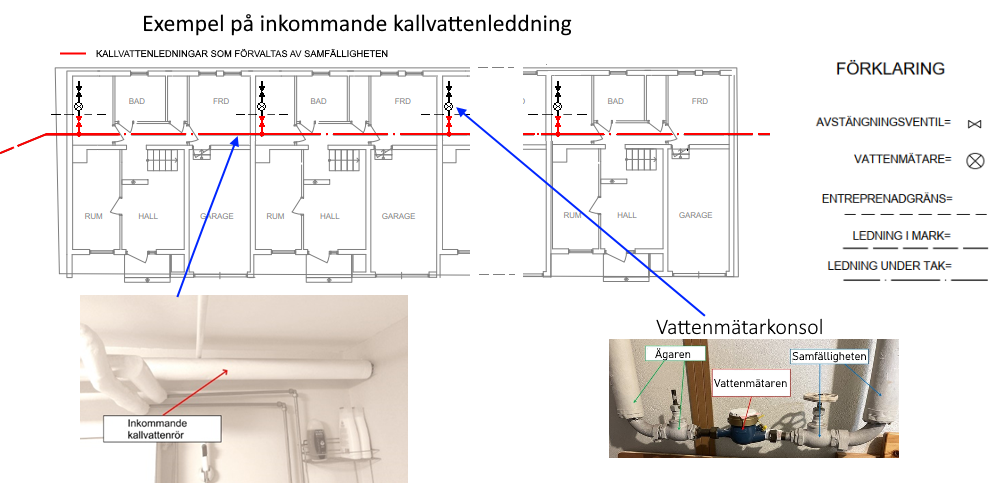 Exempel på inkommande kallvattenleddning
KALLVATTENLEDNINGAR SOM FÖRVALTAS AV SAMFÄLLIGHETEN
FÖRKLARING
BAD
FRD
BAD
FRD
BAD
FRD
AVSTÄNGNINGSVENTIL=
VATTENMÄTARE=
ENTREPRENADGRÄNS=
LEDNING I MARK=
LEDNING UNDER TAK=
RUM
HALL
GARAGE
RUM
HALL
GARAGE
RUM
HALL
GARAGE
Vattenmätarkonsol
Ägaren
Samfälligheten
Vattenmätaren
Inkommande
kallvattenrör